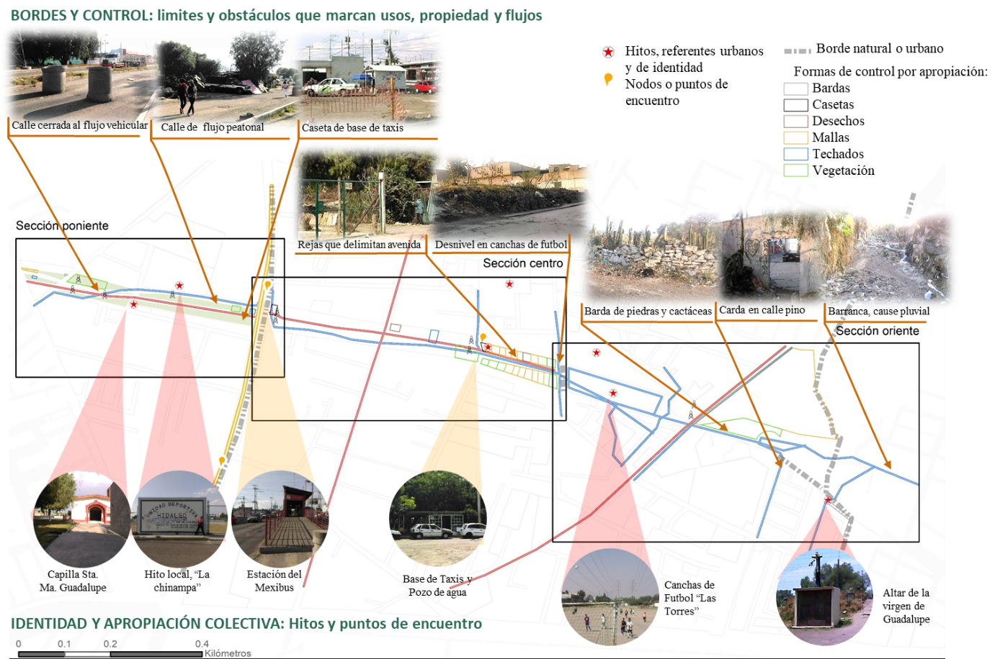 BORDES Y CONTROL: limites y obstáculos que marcan usos, propiedad y flujos
Hitos, referentes urbanos
y de identidad
Nodos o puntos de
encuentro
Borde natural o urbano
Formas de control por apropiación:
Bardas
Casetas
Desechos
Mallas
Techados
Vegetación
Calle cerrada al flujo vehicular
Calle de flujo peatonal
Caseta de base de taxis
Sección poniente
Rejas que delimitan avenida
Desnivel en canchas de futbol
Sección centro
Barda de piedras y cactáceas
Carda en calle pino
Barranca, cause pluvial
Sección oriente
UNIDAD DEPORTIVA
HIDALGO
Capilla Sta.
Ma. Guadalupe
Hito local, “La
chinampa”
Estación del
Mexibus
Base de Taxis y
Pozo de agua
Canchas de
Futbol “Las
Torres”
Altar de la
virgen de
Guadalupe
IDENTIDAD Y APROPIACIÓN COLECTIVA: Hitos y puntos de encuentro
0 0.1 0.2 0.4
Kilómetros